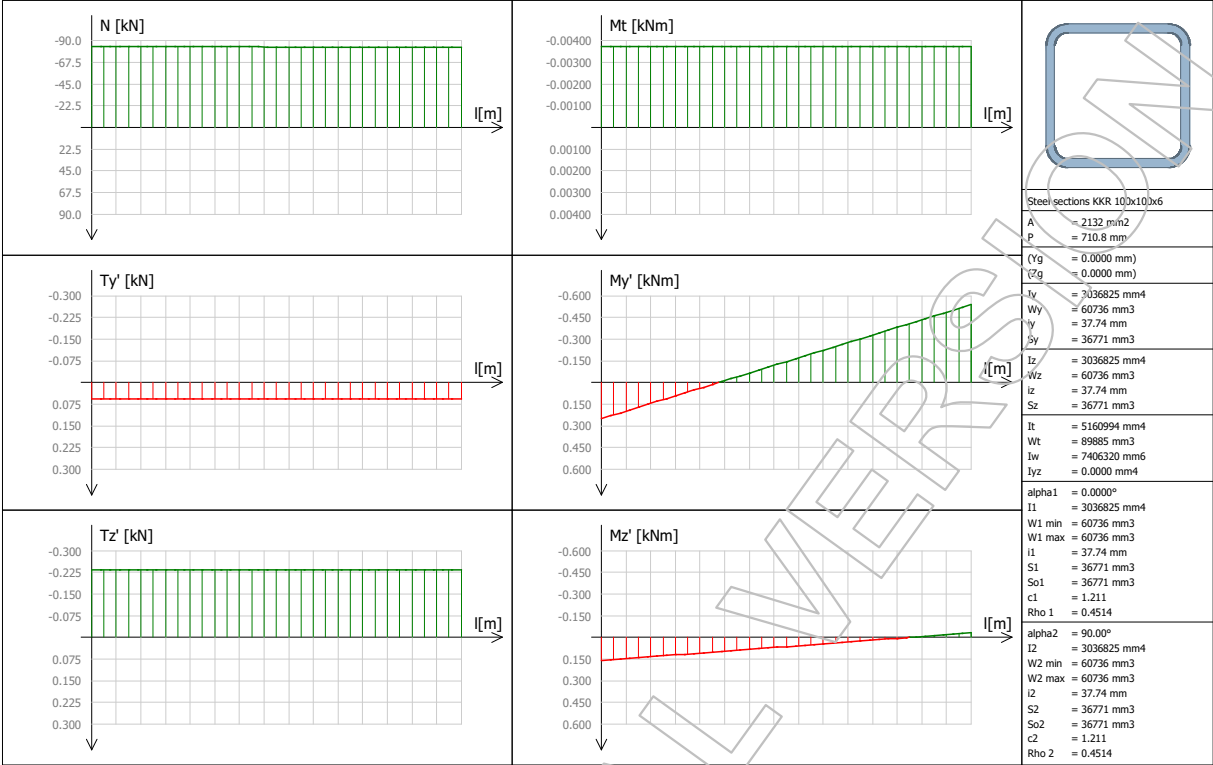 N [kN]
-90.0
-67.5
-45.0
-22.5
l[m]
22.5
45.0
67.5
90.0
Mt [kNm]
-0.00400
-0.00300
-0.00200
-0.00100
l[m]
0.00100
0.00200
0.00300
0.00400
Ty' [kN]
-0.300
-0.225
-0.150
-0.075
l[m]
0.075
0.150
0.225
0.300
My' [kNm]
-0.600
-0.450
-0.300
-0.150
l[m]
0.150
0.300
0.450
0.600
Tz' [kN]
-0.300
-0.225
-0.150
-0.075
l[m]
0.075
0.150
0.225
0.300
Mz' [kNm]
-0.600
-0.450
-0.300
-0.150
l[m]
0.150
0.300
0.450
0.600
Steel sections KKR 100x100x6
A = 2132 mm2
P = 710.8 mm
(Yg = 0.0000 mm)
(Zg = 0.0000 mm)
Iy = 3036825 mm4
Wy = 60736 mm3
iy = 37.74 mm
Sy = 36771 mm3
Iz = 3036825 mm4
Wz = 60736 mm3
iz = 37.74 mm
Sz = 36771 mm3
It = 5160994 mm4
Wt = 89885 mm3
Iw = 7406320 mm6
Iyz = 0.0000 mm4
alpha1 = 0.0000°
I1 = 3036825 mm4
W1 min = 60736 mm3
W1 max = 60736 mm3
i1 = 37.74 mm
S1 = 36771 mm3
So1 = 36771 mm3
c1 = 1.211
Rho 1 = 0.4514
alpha2 = 90.00°
I2 = 3036825 mm4
W2 min = 60736 mm3
W2 max = 60736 mm3
i2 = 37.74 mm
S2 = 36771 mm3
So2 = 36771 mm3
c2 = 1.211
Rho 2 = 0.4514
L VERSION